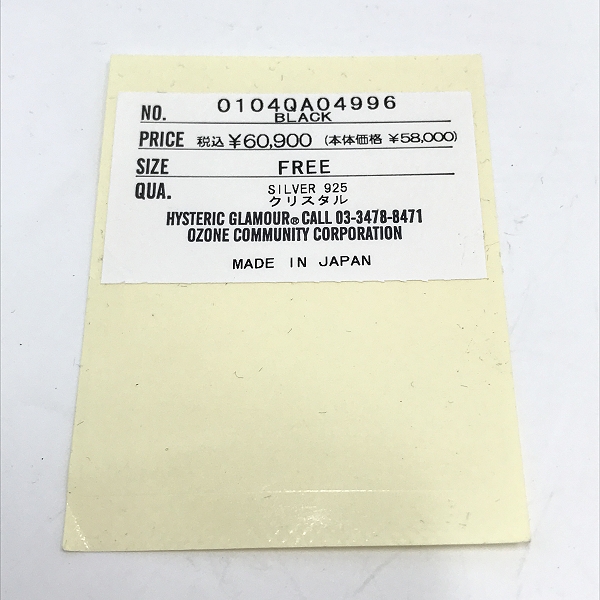 NO. 0104QA04996
BLACK
PRICE 税込 ¥60,900 (本体価格 ¥58,000)
SIZE FREE
QUA. SILVER 925
クリスタル
HYSTERIC GLAMOUR® CALL 03-3478-8471
OZONE COMMUNITY CORPORATION
MADE IN JAPAN